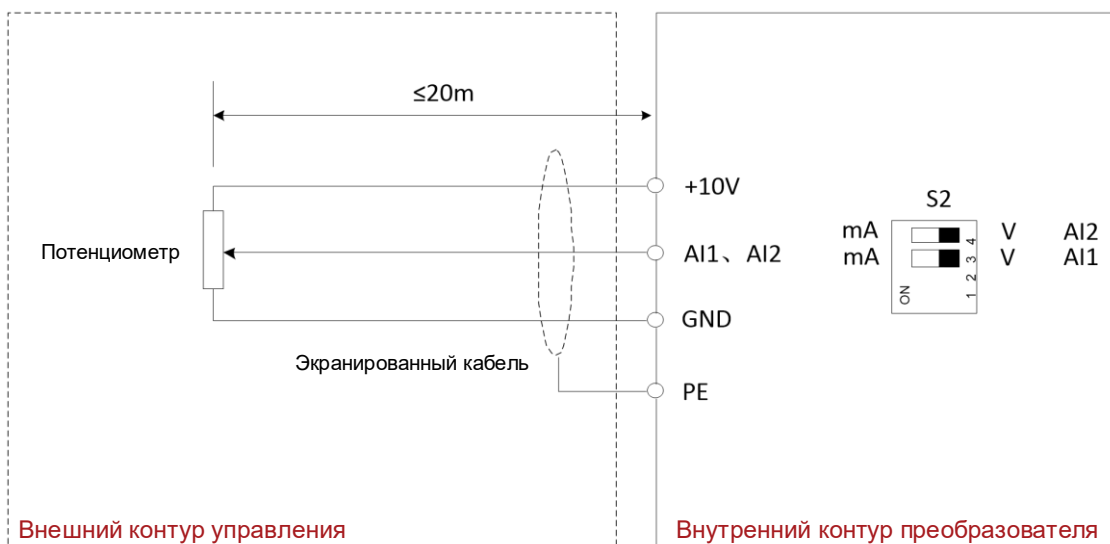 ≤20m
+10V
S2
mA V AI2
4
Потенциометр
AI1、AI2
mA V AI1
3
2
ON
1
GND
Экранированный кабель
PE
Внешний контур управления
Внутренний контур преобразователя